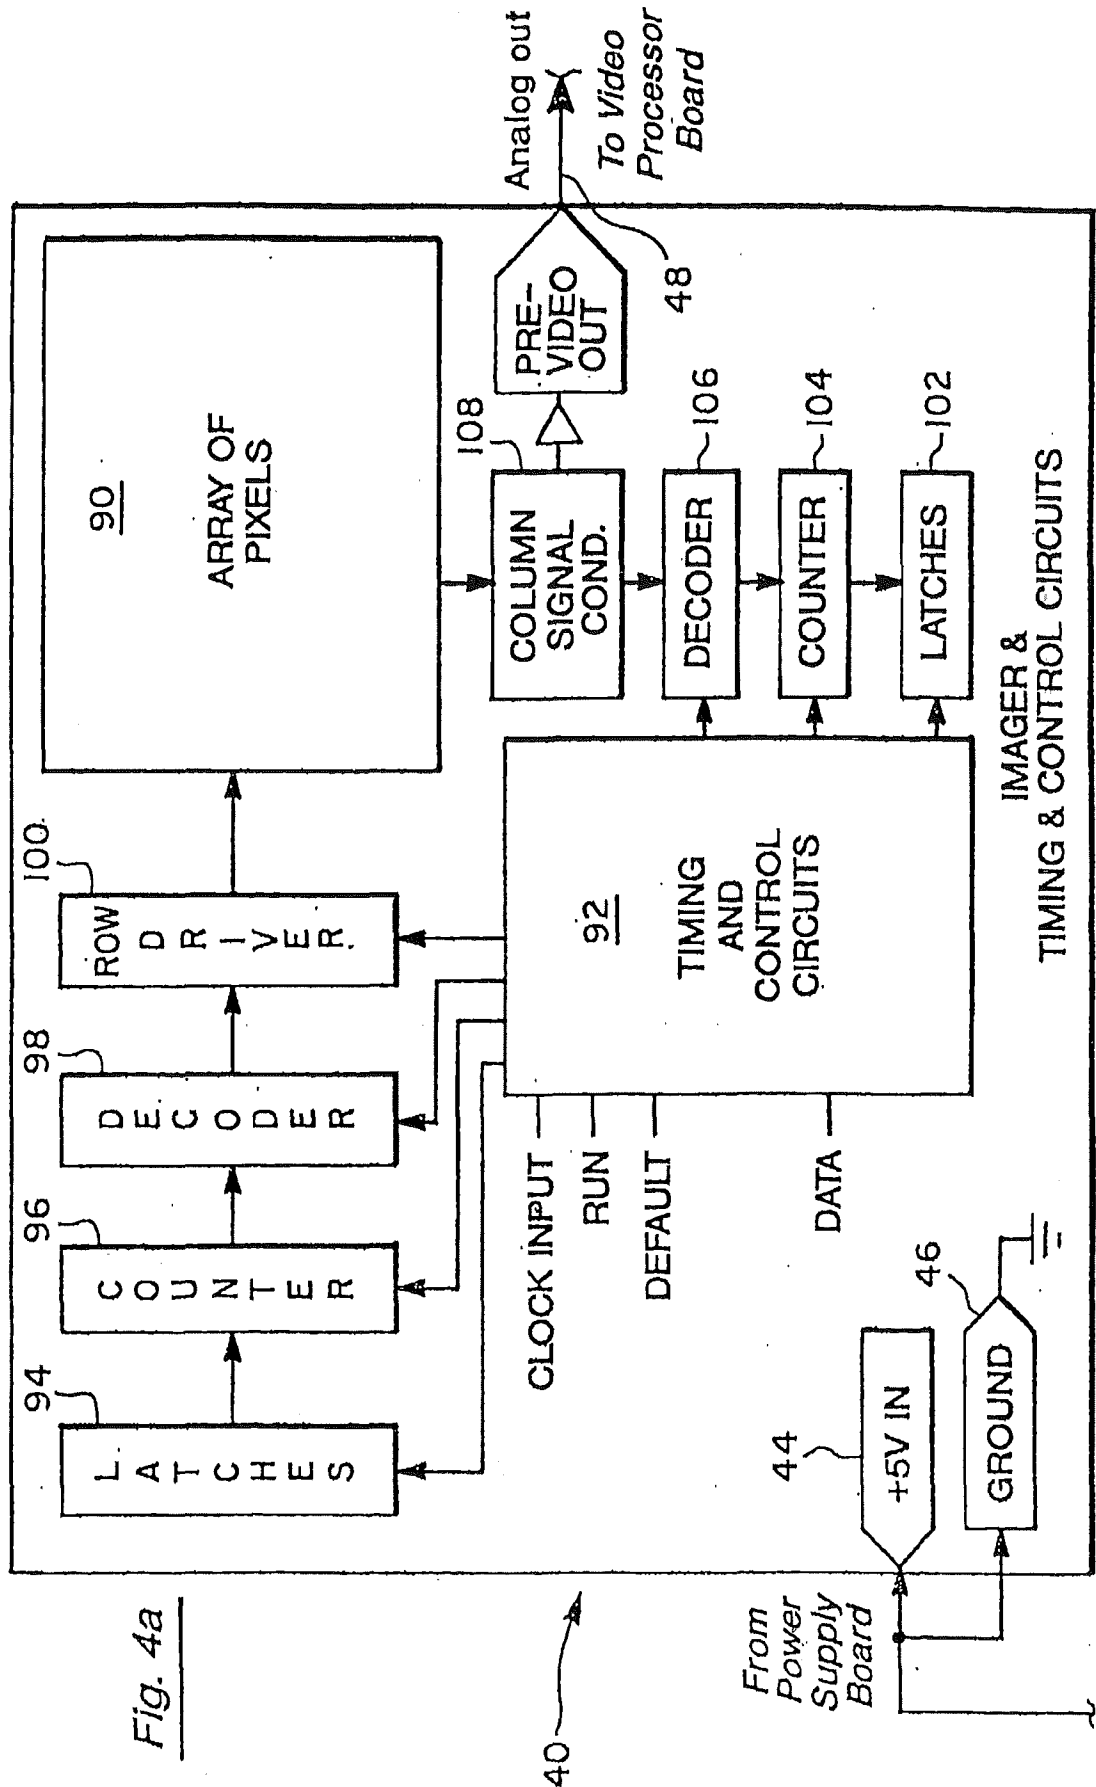 Fig. 4a
40
94
LATCHES
96
COUNTER
98
DECODER
100
ROW
DRIVER
90
ARRAY OF
PIXELS
108
COLUMN
SIGNAL
COND.
PRE-
VIDEO
OUT
Analog out
To Video
Processor
Board
48
92
TIMING
AND
CONTROL
CIRCUITS
CLOCK INPUT
RUN
DEFAULT
DATA
DECODER
106
COUNTER
104
LATCHES
102
From
Power
Supply
Board
44
+5V IN
46
GROUND
IMAGER &
TIMING & CONTROL CIRCUITS